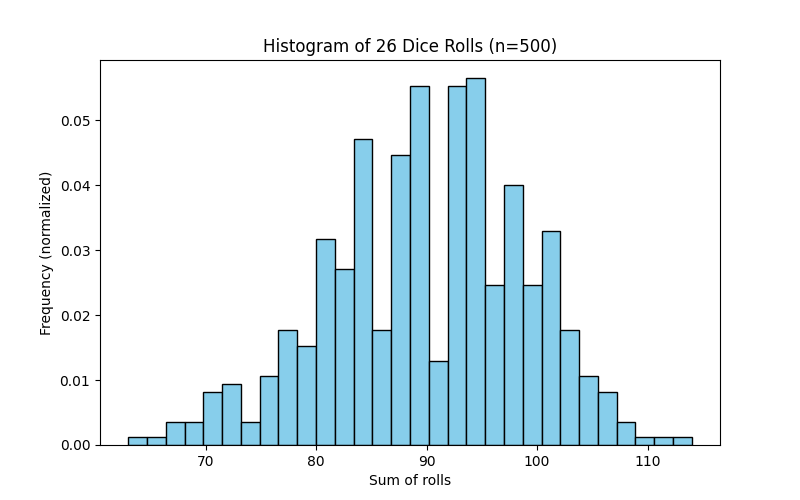 Histogram of 26 Dice Rolls (n=500)
Frequency (normalized)
0.05
0.04
0.03
0.02
0.01
0.00
70 80 90 100 110
Sum of rolls